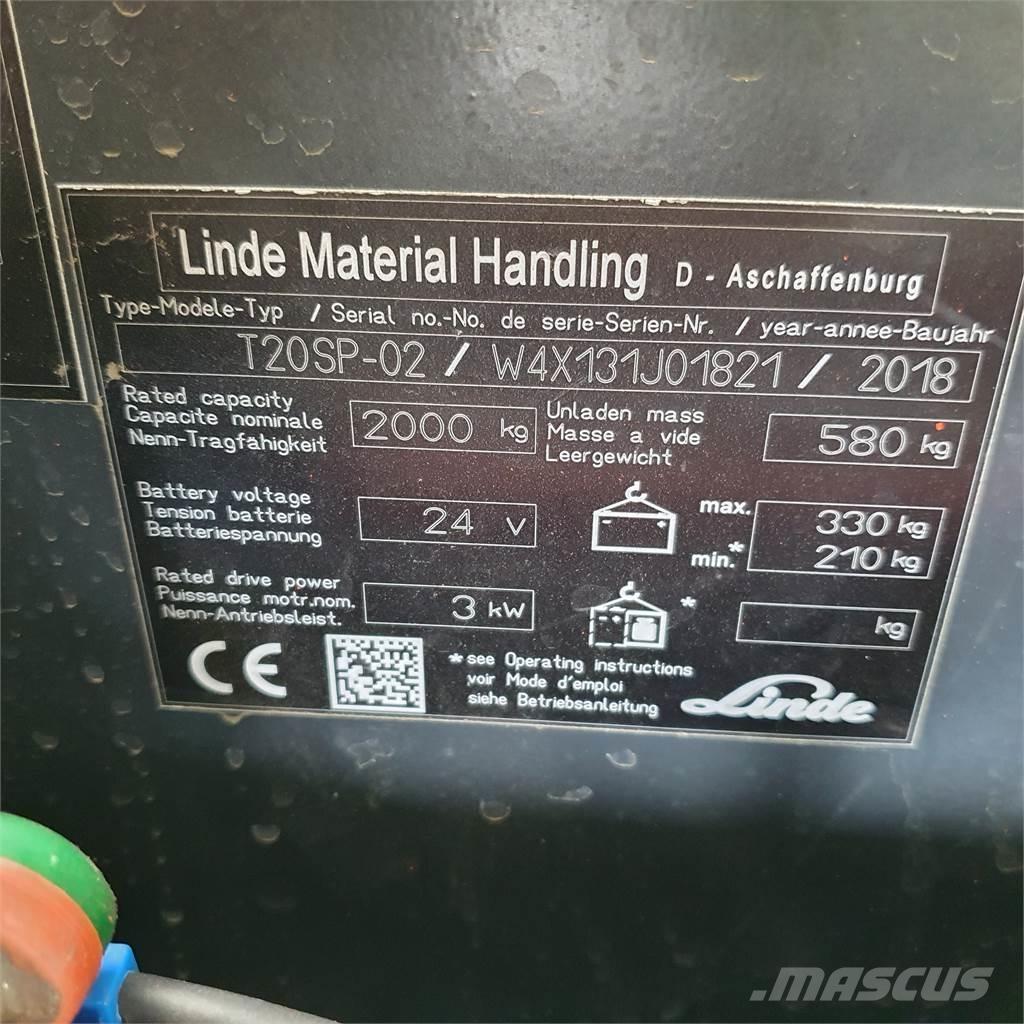 Linde Material Handling D - Aschaffenburg
Type-Modele-Typ / Serial no.-No. de serie-Serien-Nr. / year-annee-Baujahr
T20SP-02 / W4X131J01821 / 2018
Rated capacity
Capacite nominale
Nenn-Tragfähigkeit
2000 kg
Unladen mass
Masse a vide
Leergewicht
580 kg
Battery voltage
Tension batterie
Batteriespannung
24 V
max. 330 kg
min.* 210 kg
Rated drive power
Puissance motr.nom.
Nenn-Antriebsleist.
3 kW
* kg
CE
* see Operating instructions
voir Mode d'emploi
siehe Betriebsanleitung
Linde
.MASCUS